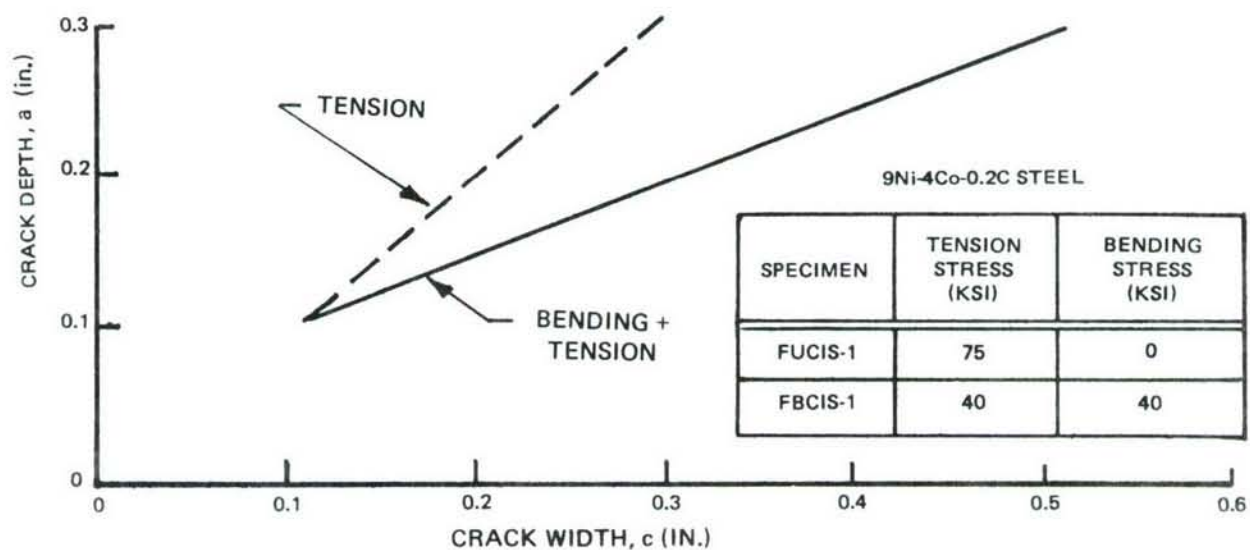 0.3
0.2
0.1
0
CRACK DEPTH, a (in.)
TENSION
BENDING +
TENSION
9Ni-4Co-0.2C STEEL
SPECIMEN
TENSION
STRESS
(KSI)
BENDING
STRESS
(KSI)
FUCIS-1 75 0
FBCIS-1 40 40
0 0.1 0.2 0.3 0.4 0.5 0.6
CRACK WIDTH, c (IN.)